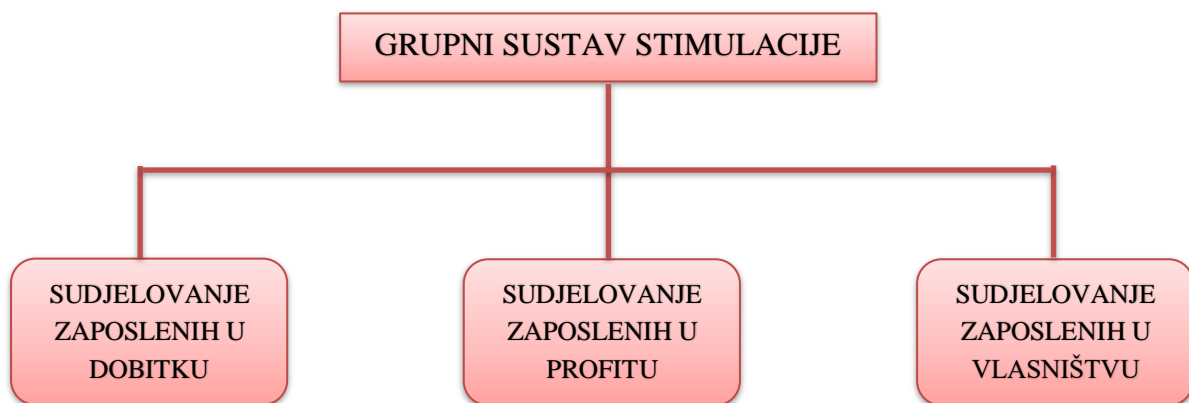 GRUPNI SUSTAV STIMULACIJE
SUDJELOVANJE
ZAPOSLENIH U
DOBITKU
SUDJELOVANJE
ZAPOSLENIH U
PROFITU
SUDJELOVANJE
ZAPOSLENIH U
VLASNIŠTVU